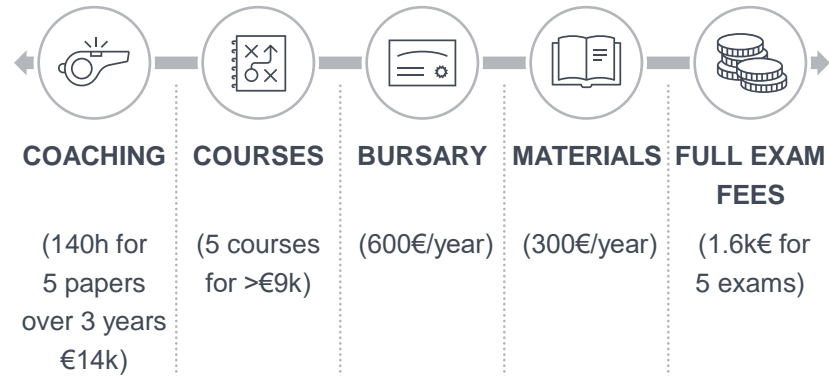 COACHING
(140h for
5 papers
over 3 years
€14k)
COURSES
(5 courses
for >€9k)
BURSARY
(600€/year)
MATERIALS
(300€/year)
FULL EXAM
FEES
(1.6k€ for
5 exams)